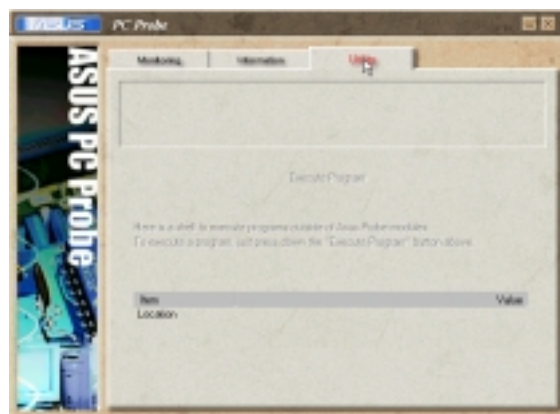 ASUS PC Probe
Monitoring Information Utility
ASUS PC Probe
Execute Program
Here is a shell to execute programs outside of Asus Probe modules.
To execute a program, just press down the "Execute Program" button above.
Item Value
Location